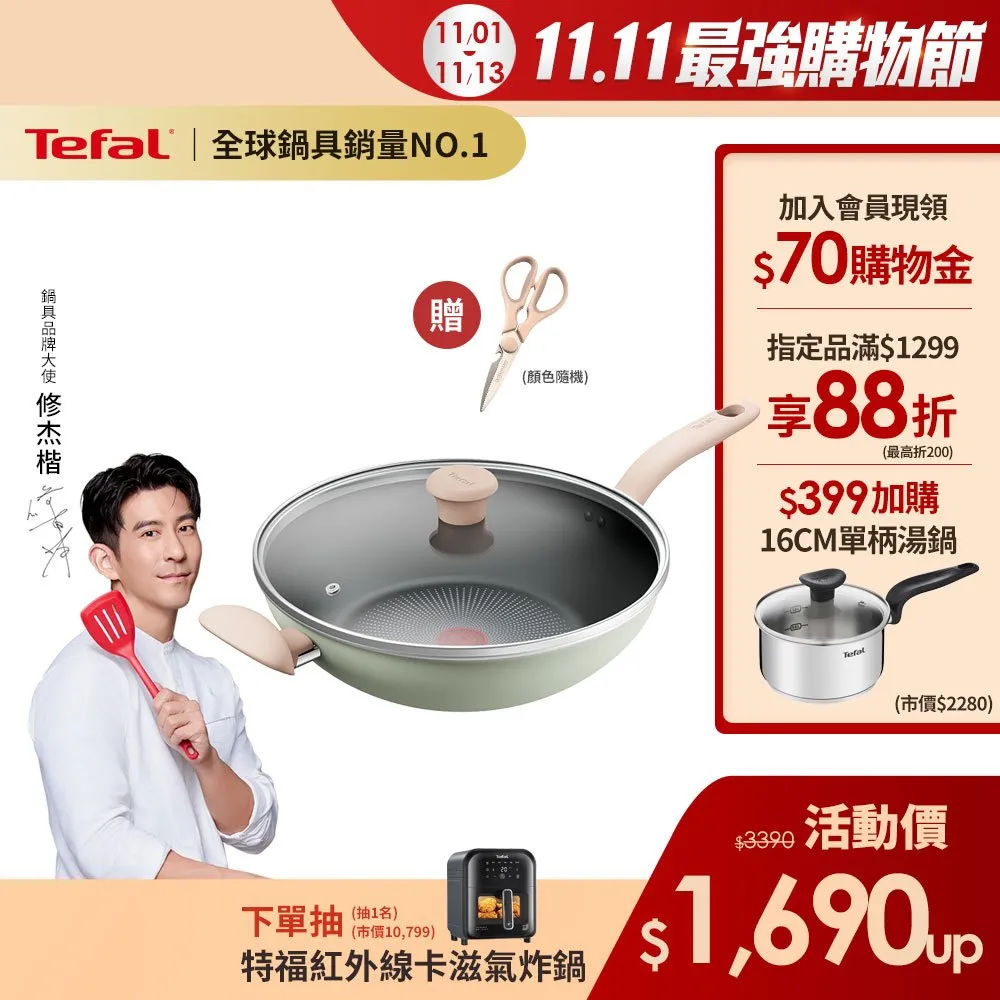 11/01
11/13
11.11最強購物節
Tefal® 全球鍋具銷量NO.1
加入會員現領
$70購物金
指定品滿$1299
享88折
(最高折200)
$399加購
16CM單柄湯鍋
Tefal
(市價$2280)
贈
(顏色隨機)
Tefal
鍋具品牌大使
修杰楷
$3390 活動價
$1,690up
下單抽
(抽1名)
(市價10,799)
Tefal
20
特福紅外線卡滋氣炸鍋